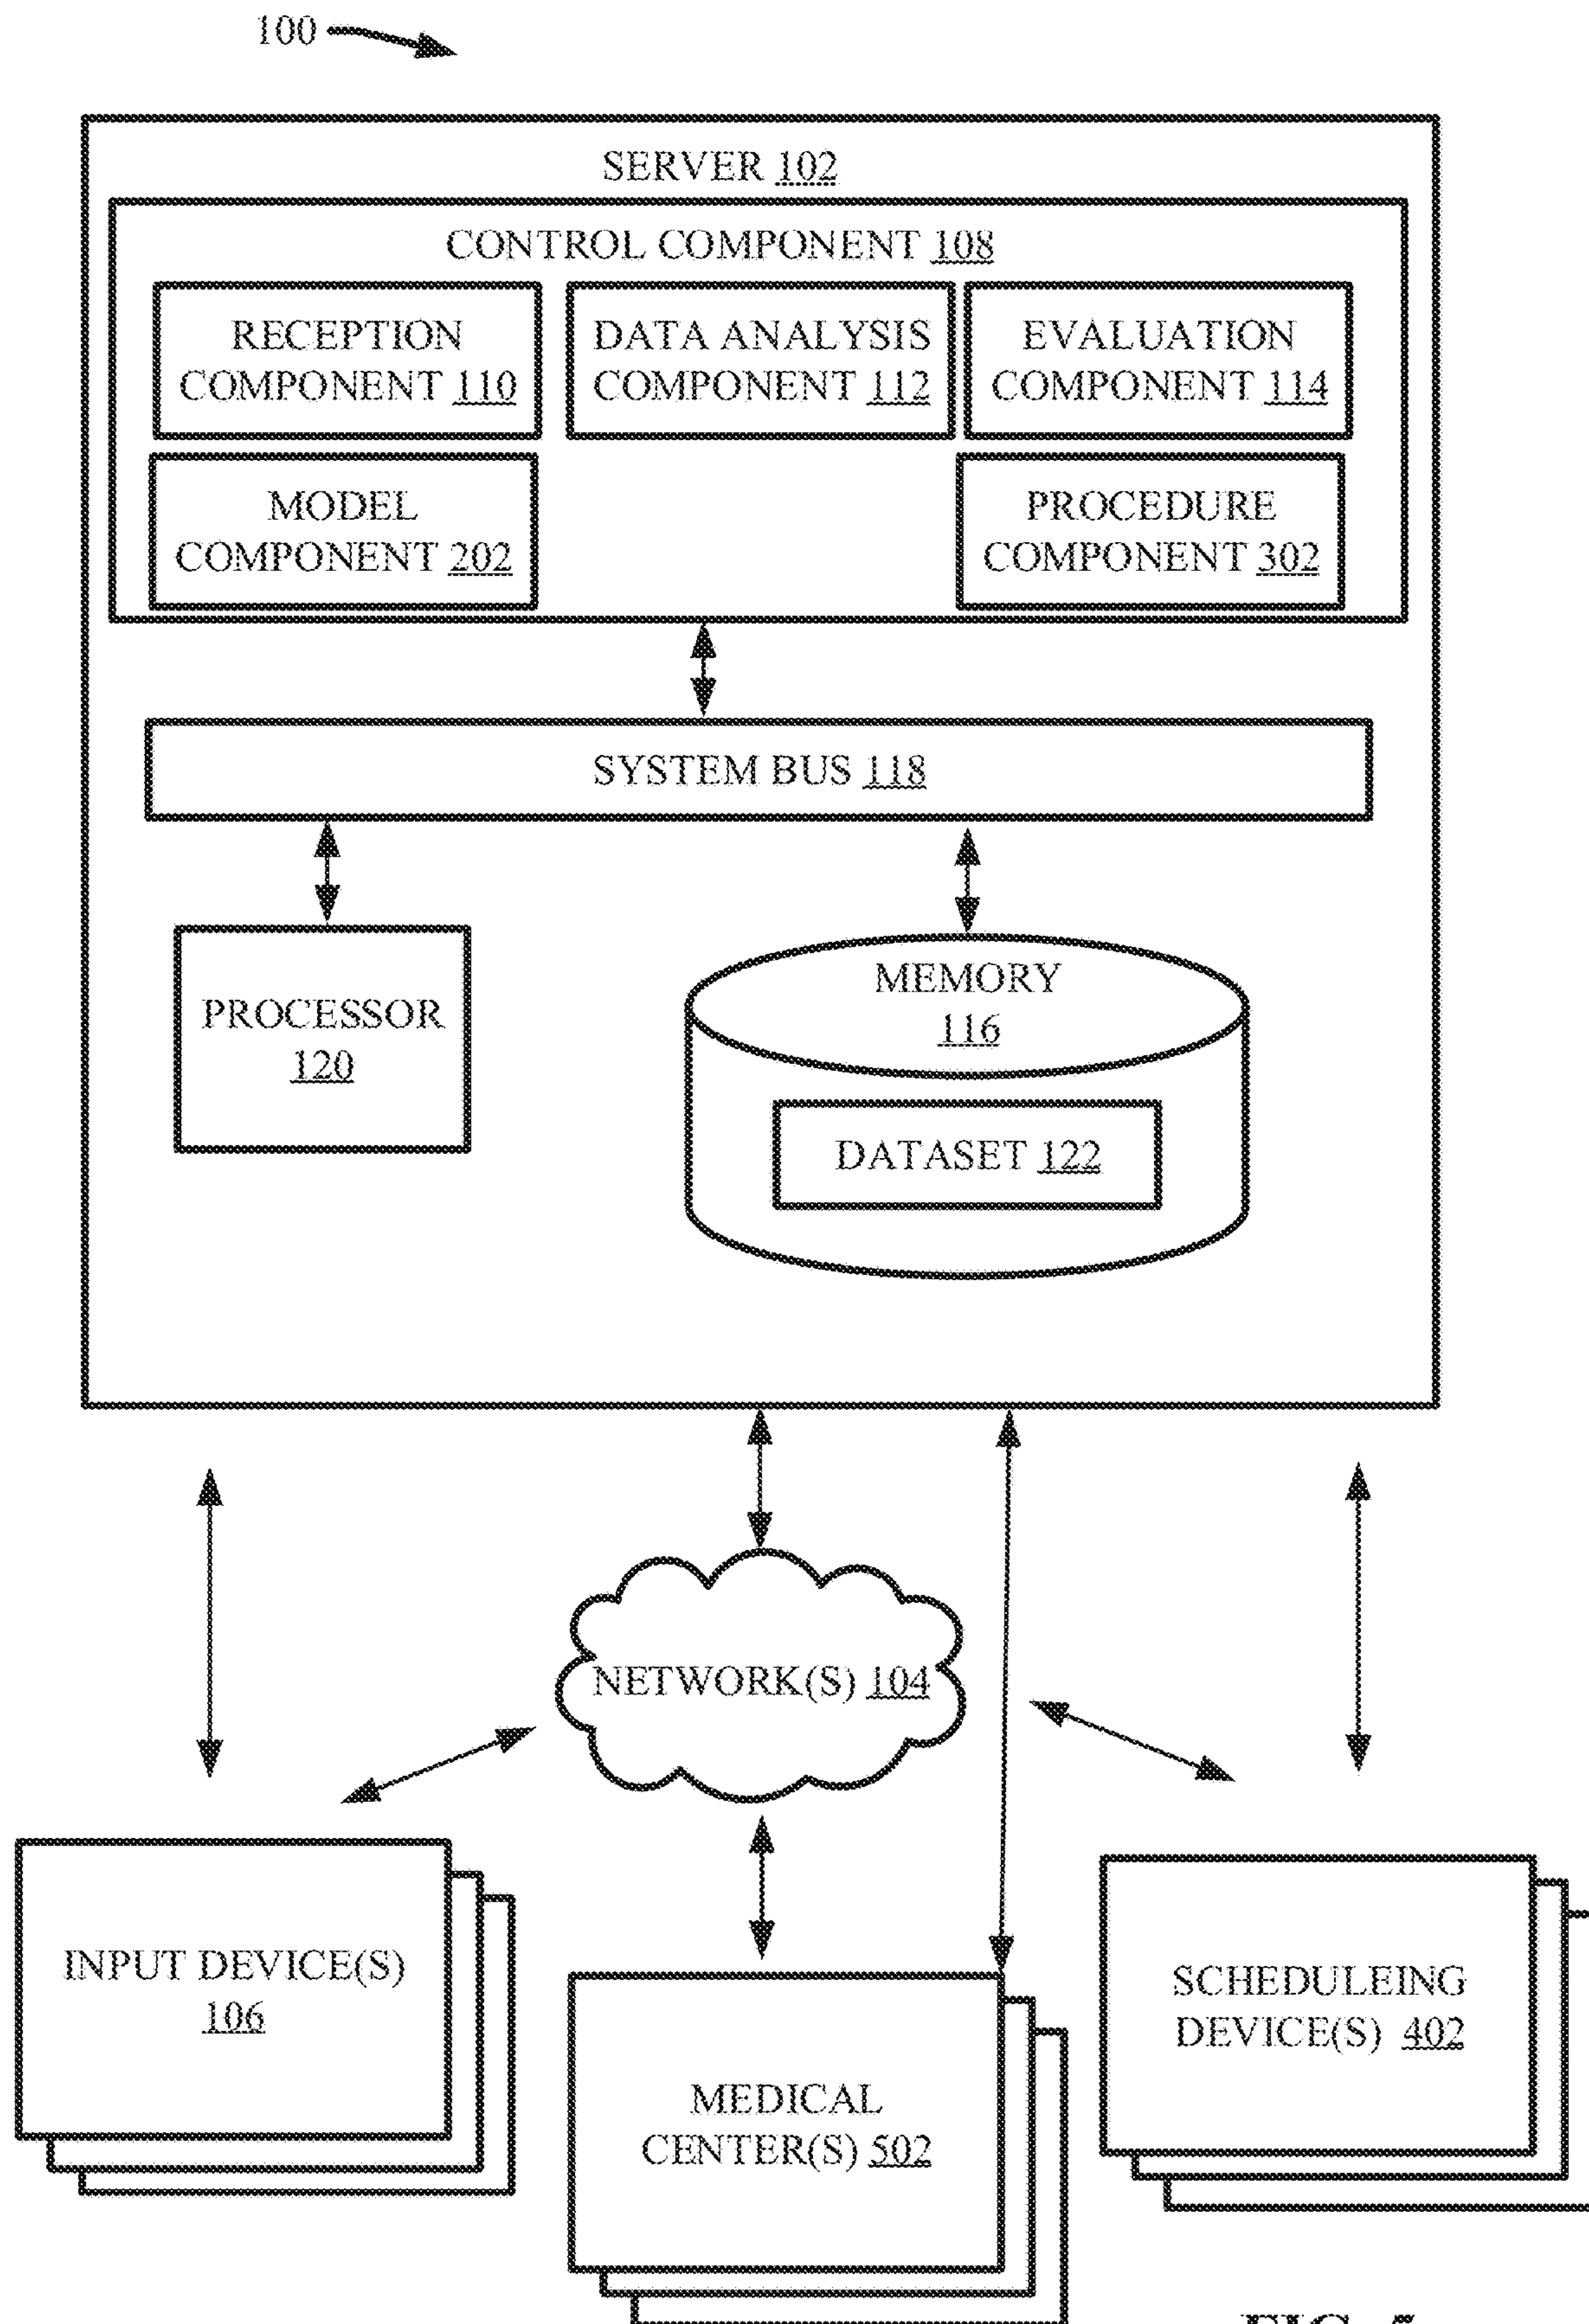 100
SERVER 102
CONTROL COMPONENT 108
RECEPTION
COMPONENT 110
DATA ANALYSIS
COMPONENT 112
EVALUATION
COMPONENT 114
MODEL
COMPONENT 202
PROCEDURE
COMPONENT 302
SYSTEM BUS 118
PROCESSOR
120
MEMORY
116
DATASET 122
NETWORK(S) 104
INPUT DEVICE(S)
106
MEDICAL
CENTER(S) 502
SCHEDULEING
DEVICE(S) 402